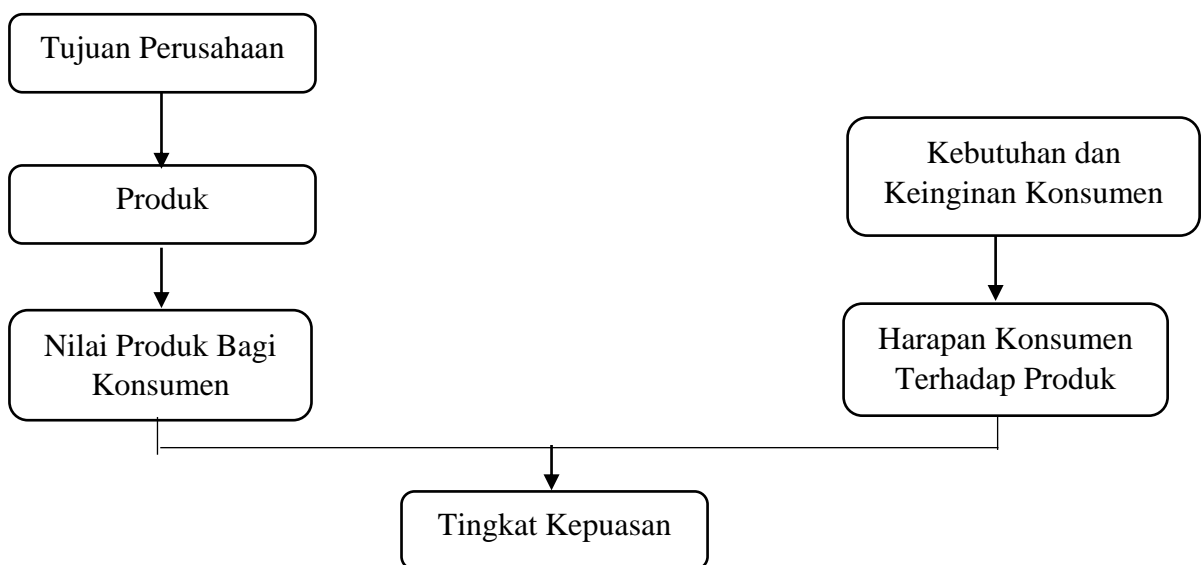 Tujuan Perusahaan
Produk
Nilai Produk Bagi
Konsumen
Kebutuhan dan
Keinginan Konsumen
Harapan Konsumen
Terhadap Produk
Tingkat Kepuasan